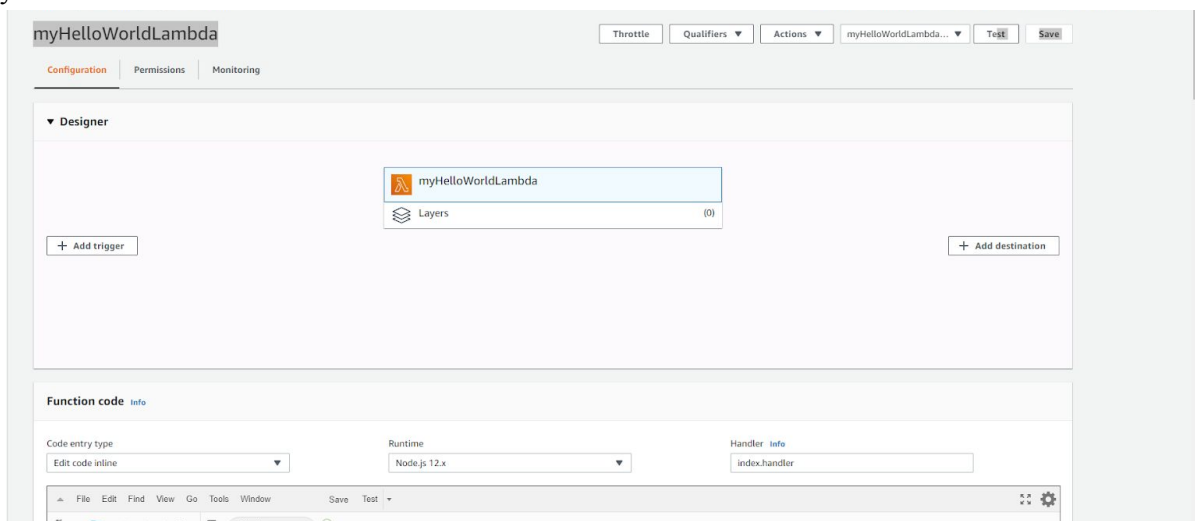 myHelloWorldLambda
Throttle Qualifiers Actions myHelloWorldLambda... Test Save
Configuration Permissions Monitoring
Designer
myHelloWorldLambda
Layers (0)
+ Add trigger + Add destination
Function code Info
Code entry type Runtime Handler Info
Edit code inline Node.js 12.x index.handler
File Edit Find View Go Tools Window Save Test